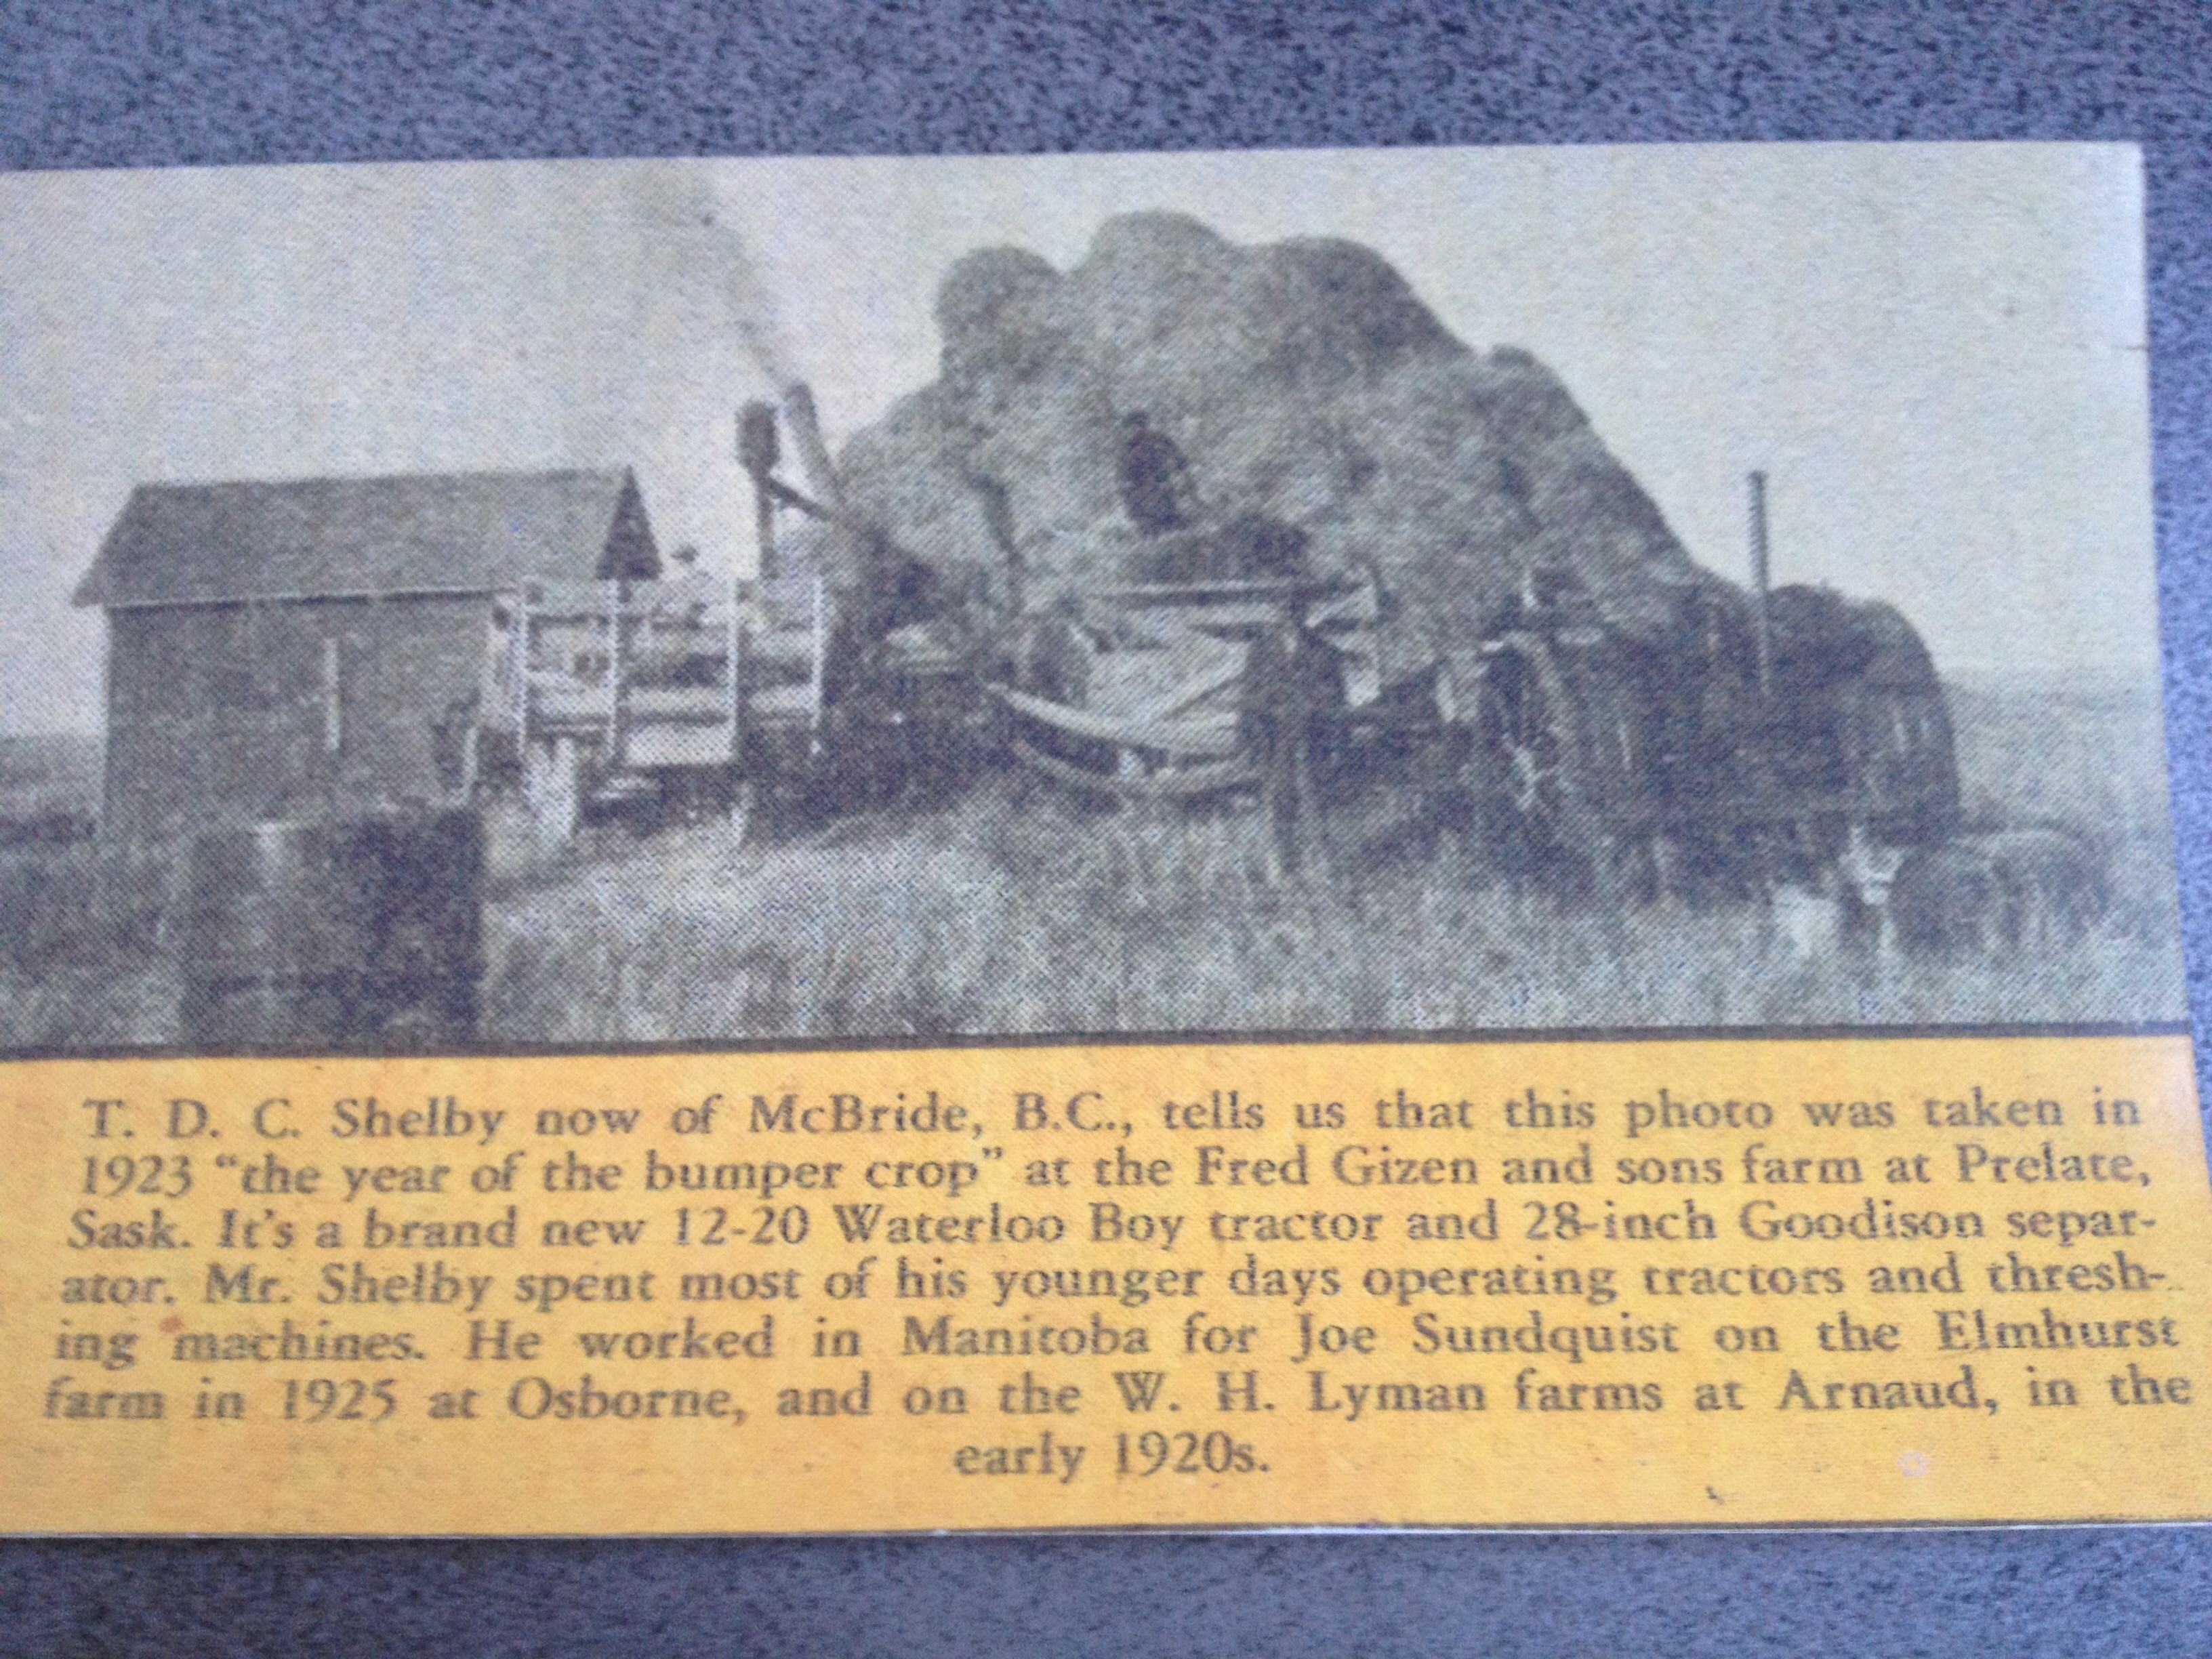 T. D. C. Shelby now of McBride, B.C., tells us that this photo was taken in
1923 “the year of the bumper crop” at the Fred Gizen and sons farm at Prelate,
Sask. It’s a brand new 12-20 Waterloo Boy tractor and 28-inch Goodison separ-
ator. Mr. Shelby spent most of his younger days operating tractors and thresh-
ing machines. He worked in Manitoba for Joe Sundquist on the Elmhurst
farm in 1925 at Osborne, and on the W. H. Lyman farms at Arnaud, in the
early 1920s.